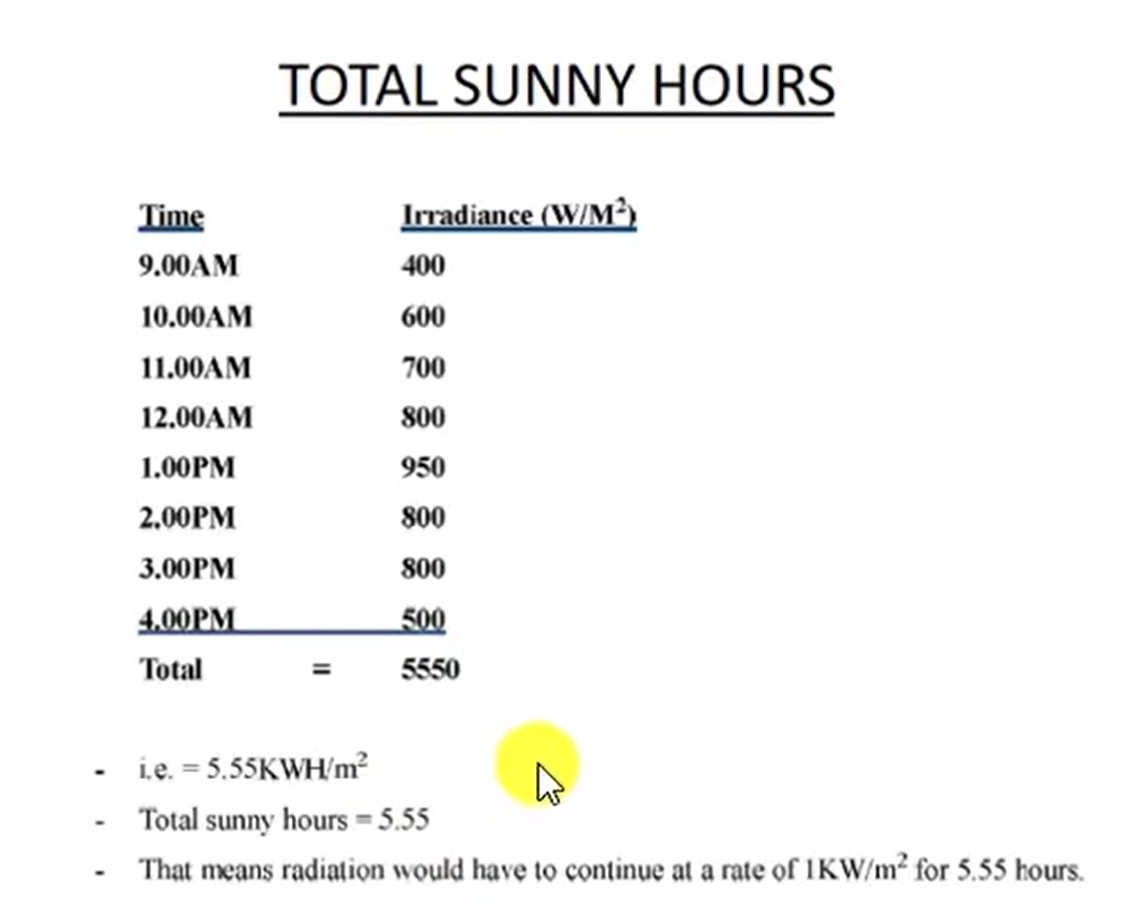 TOTAL SUNNY HOURS
Time Irradiance (W/M²)
9.00AM 400
10.00AM 600
11.00AM 700
12.00AM 800
1.00PM 950
2.00PM 800
3.00PM 800
4.00PM 500
Total = 5550
- i.e. = 5.55KWH/m²
- Total sunny hours = 5.55
- That means radiation would have to continue at a rate of 1KW/m² for 5.55 hours.